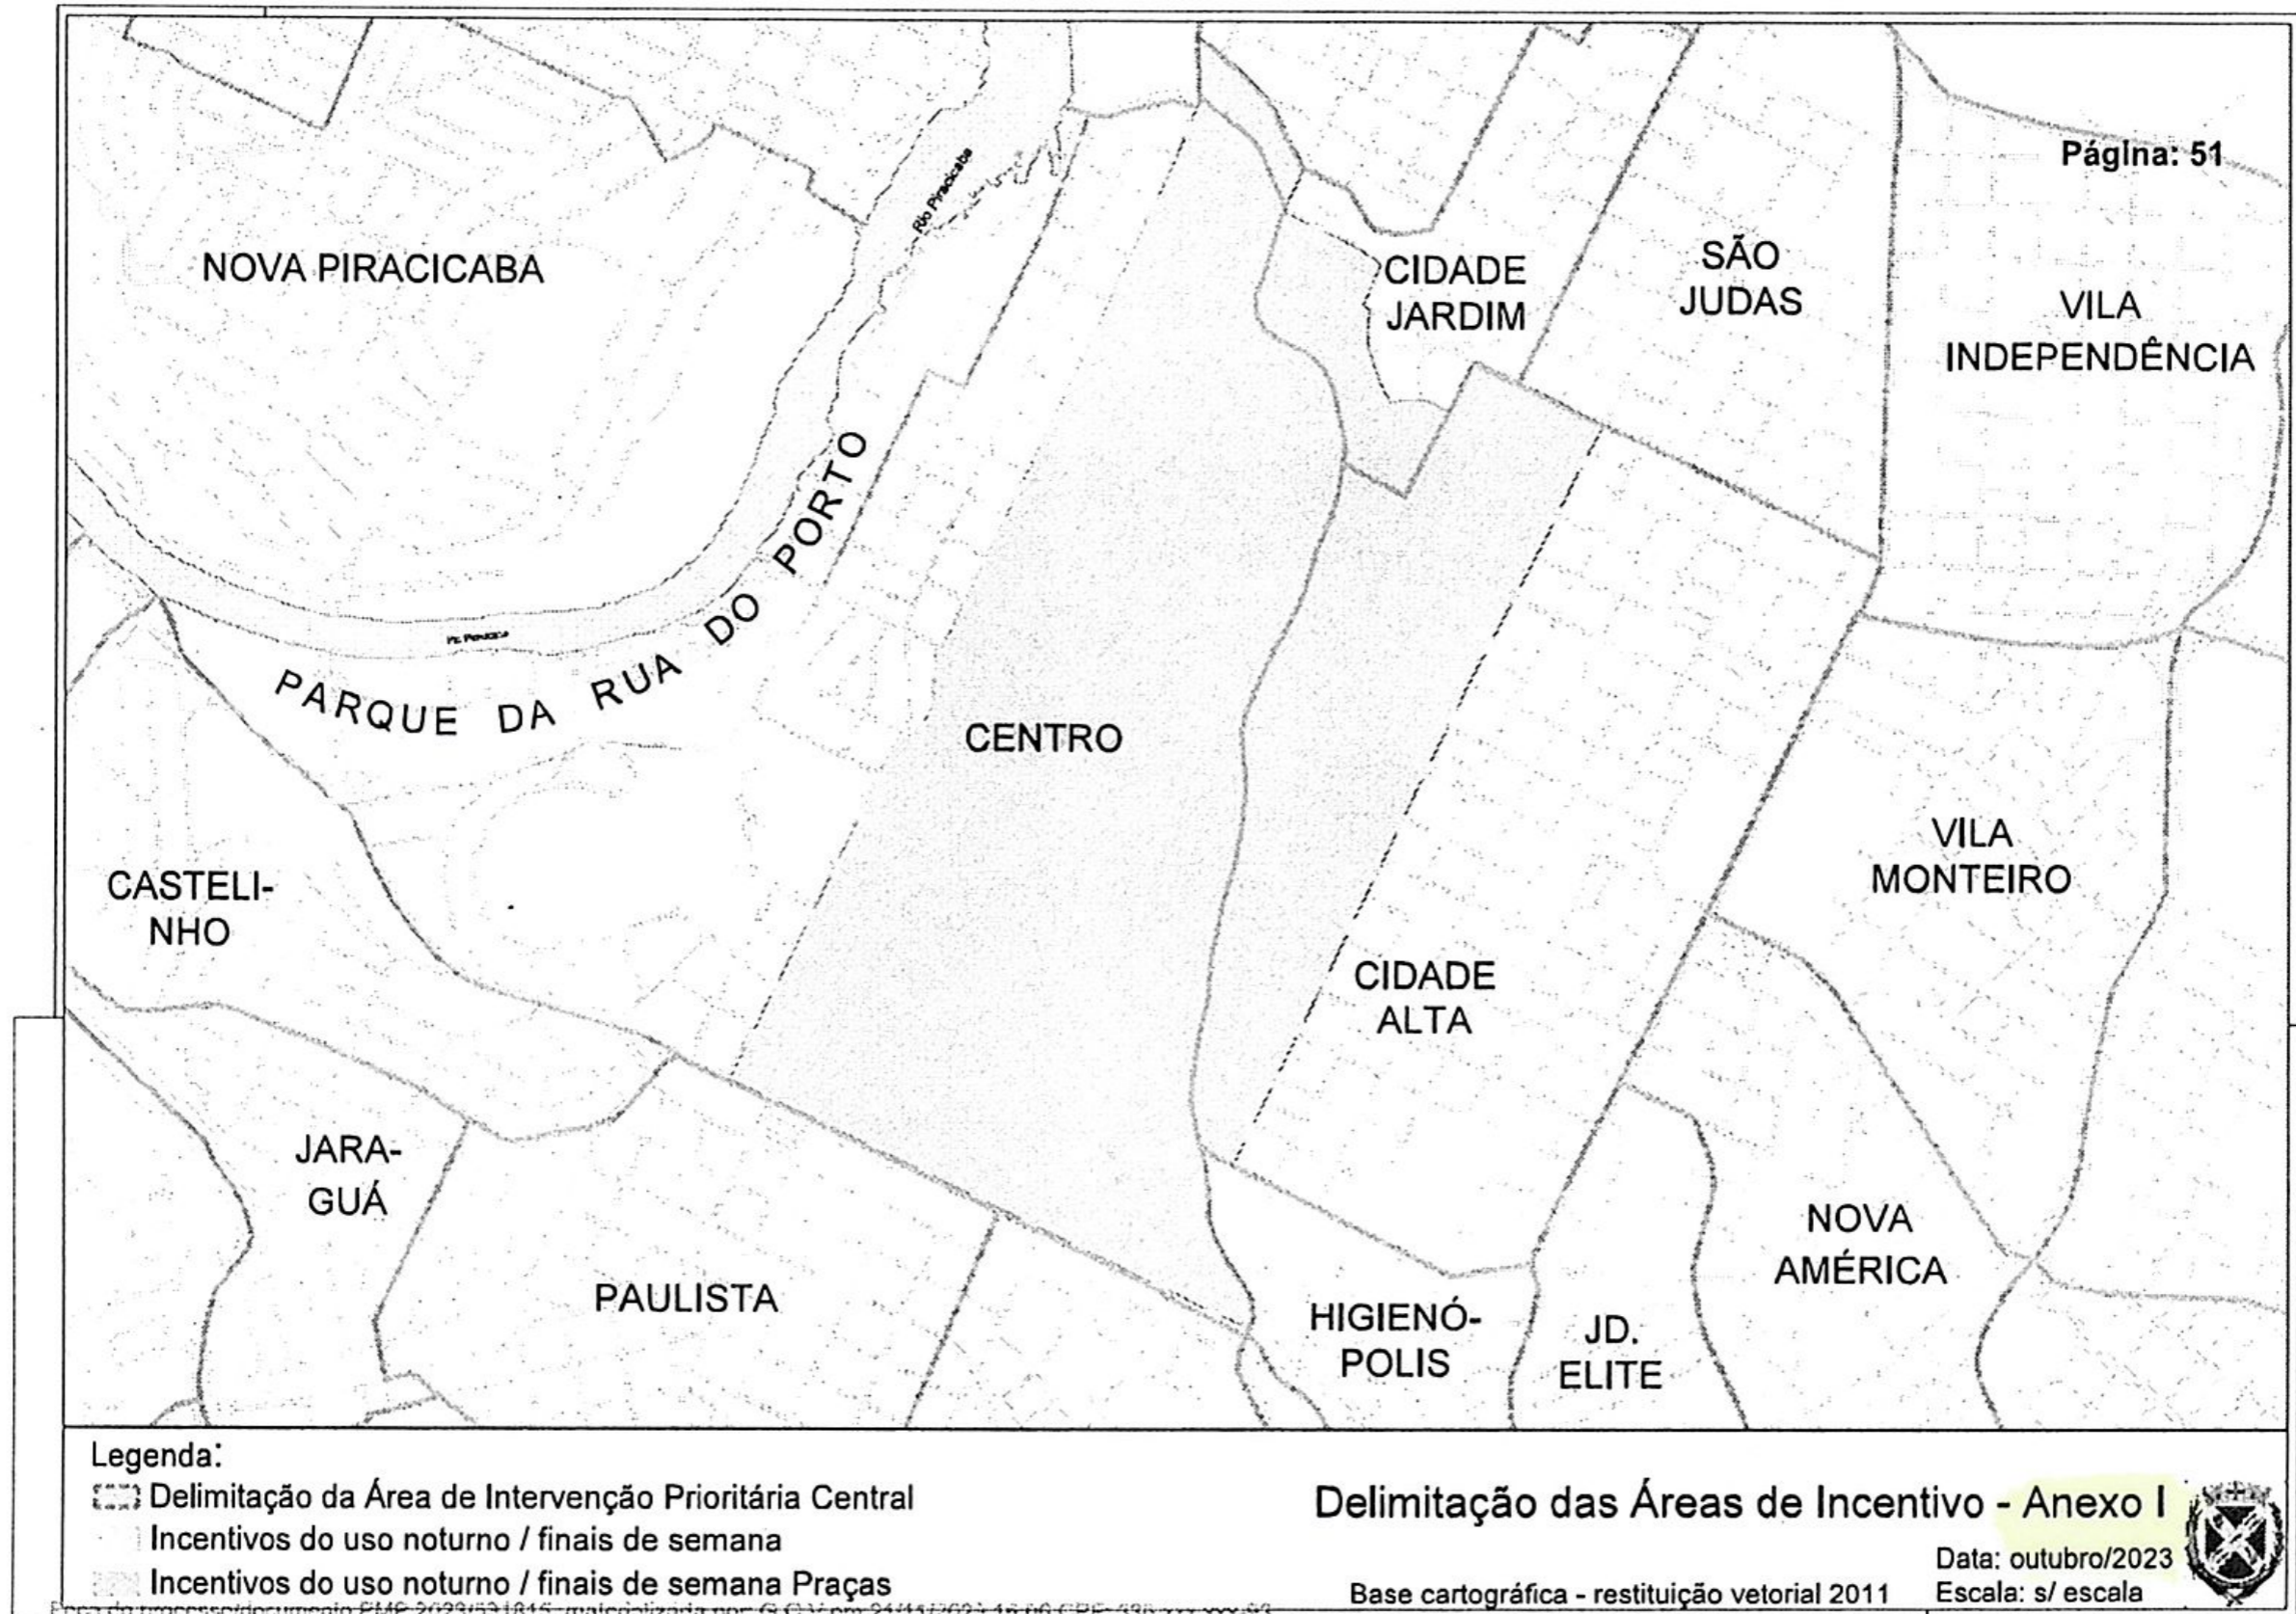 Página: 51
Rio Piracicaba
NOVA PIRACICABA
CIDADE
JARDIM
SÃO
JUDAS
VILA
INDEPENDÊNCIA
PARQUE DA RUA DO PORTO
CENTRO
CASTELI-
NHO
VILA
MONTEIRO
CIDADE
ALTA
JARA-
GUÁ
PAULISTA
NOVA
AMÉRICA
HIGIENÓ-
POLIS
JD.
ELITE
Legenda:
Delimitação da Área de Intervenção Prioritária Central
Incentivos do uso noturno / finais de semana
Incentivos do uso noturno / finais de semana Praças
Delimitação das Áreas de Incentivo - Anexo I
Data: outubro/2023
Base cartográfica - restituição vetorial 2011
Escala: s/ escala